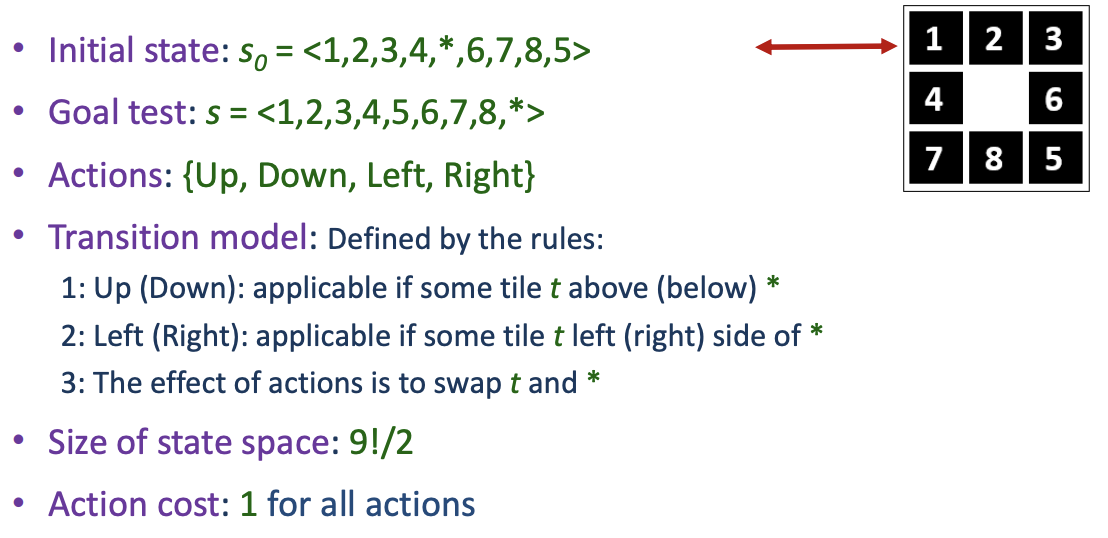 • Initial state: s0 = <1,2,3,4,*,6,7,8,5>
• Goal test: s = <1,2,3,4,5,6,7,8,*>
• Actions: {Up, Down, Left, Right}
• Transition model: Defined by the rules:
1: Up (Down): applicable if some tile t above (below) *
2: Left (Right): applicable if some tile t left (right) side of *
3: The effect of actions is to swap t and *
• Size of state space: 9!/2
• Action cost: 1 for all actions
1 2 3
4 6
7 8 5